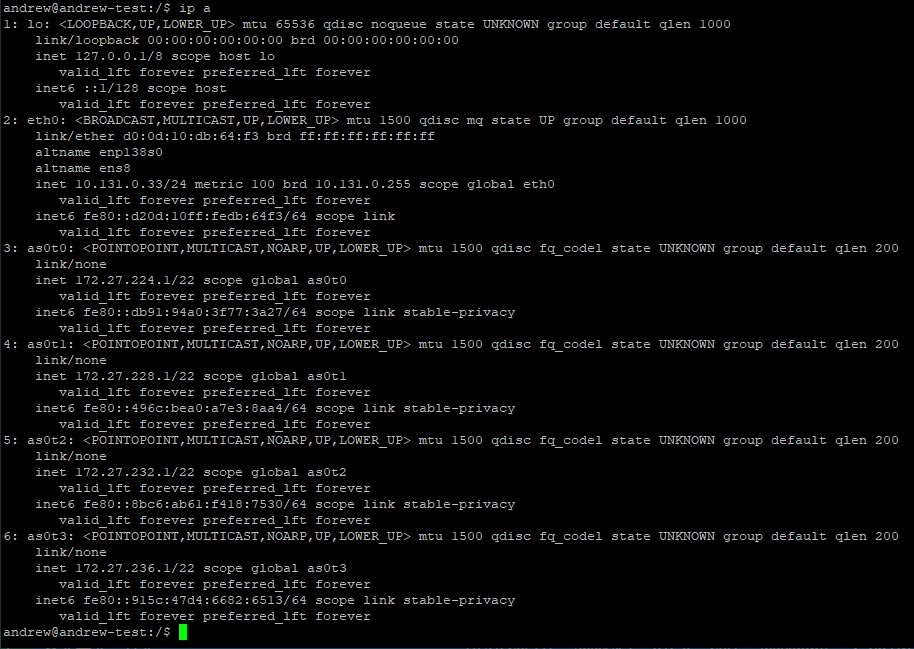 andrew@andrew-test:/$ ip a
1: lo: <LOOPBACK,UP,LOWER_UP> mtu 65536 qdisc noqueue state UNKNOWN group default qlen 1000
    link/loopback 00:00:00:00:00:00 brd 00:00:00:00:00:00
    inet 127.0.0.1/8 scope host lo
       valid_lft forever preferred_lft forever
    inet6 ::1/128 scope host
       valid_lft forever preferred_lft forever
2: eth0: <BROADCAST,MULTICAST,UP,LOWER_UP> mtu 1500 qdisc mq state UP group default qlen 1000
    link/ether d0:0d:10:db:64:f3 brd ff:ff:ff:ff:ff:ff
    altname enp138s0
    altname ens8
    inet 10.131.0.33/24 metric 100 brd 10.131.0.255 scope global eth0
       valid_lft forever preferred_lft forever
    inet6 fe80::d20d:10ff:fedb:64f3/64 scope link
       valid_lft forever preferred_lft forever
3: as0t0: <POINTOPOINT,MULTICAST,NOARP,UP,LOWER_UP> mtu 1500 qdisc fq_codel state UNKNOWN group default qlen 200
    link/none
    inet 172.27.224.1/22 scope global as0t0
       valid_lft forever preferred_lft forever
    inet6 fe80::db91:94a0:3f77:3a27/64 scope link stable-privacy
       valid_lft forever preferred_lft forever
4: as0t1: <POINTOPOINT,MULTICAST,NOARP,UP,LOWER_UP> mtu 1500 qdisc fq_codel state UNKNOWN group default qlen 200
    link/none
    inet 172.27.228.1/22 scope global as0t1
       valid_lft forever preferred_lft forever
    inet6 fe80::496c:bea0:a7e3:8aa4/64 scope link stable-privacy
       valid_lft forever preferred_lft forever
5: as0t2: <POINTOPOINT,MULTICAST,NOARP,UP,LOWER_UP> mtu 1500 qdisc fq_codel state UNKNOWN group default qlen 200
    link/none
    inet 172.27.232.1/22 scope global as0t2
       valid_lft forever preferred_lft forever
    inet6 fe80::8bc6:ab61:f418:7530/64 scope link stable-privacy
       valid_lft forever preferred_lft forever
6: as0t3: <POINTOPOINT,MULTICAST,NOARP,UP,LOWER_UP> mtu 1500 qdisc fq_codel state UNKNOWN group default qlen 200
    link/none
    inet 172.27.236.1/22 scope global as0t3
       valid_lft forever preferred_lft forever
    inet6 fe80::915c:47d4:6682:6513/64 scope link stable-privacy
       valid_lft forever preferred_lft forever
andrew@andrew-test:/$